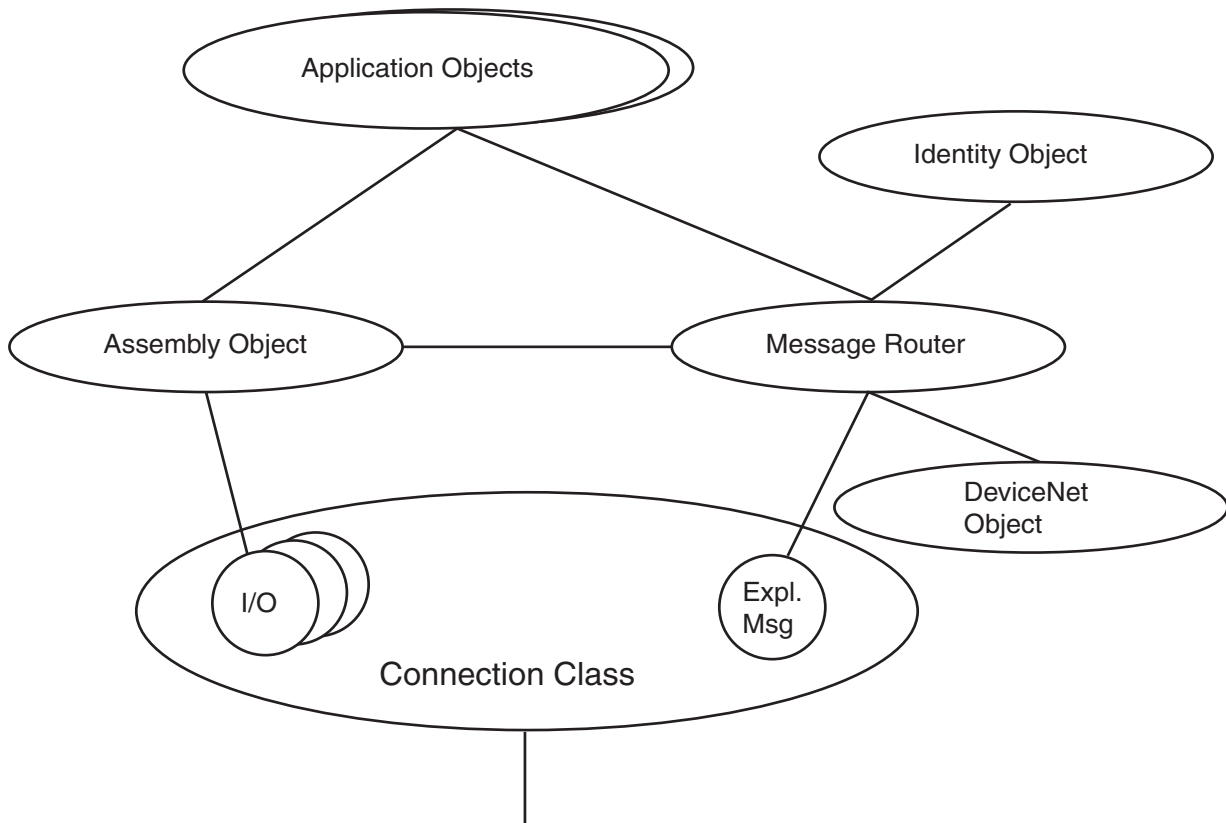 Application Objects
Identity Object
Assembly Object
Message Router
DeviceNet
Object
I/O
Expl.
Msg
Connection Class